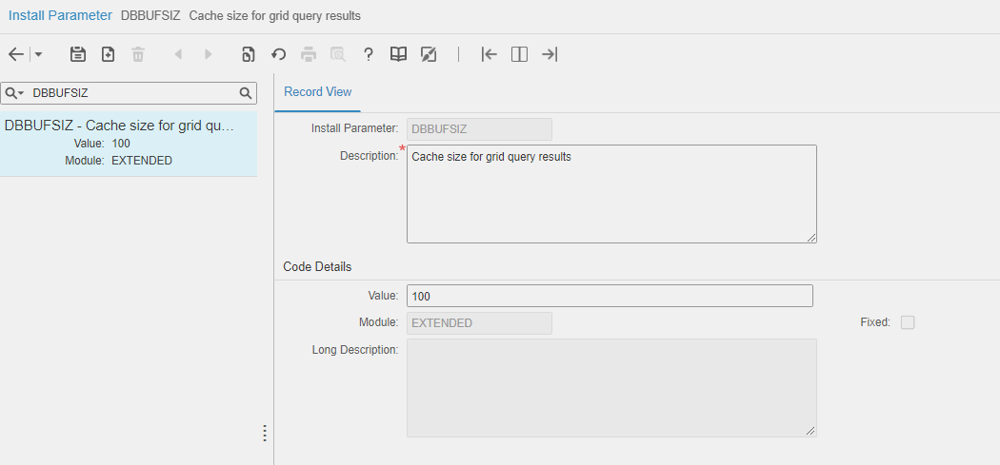 Install Parameter DBBUFSIZ Cache size for grid query results
DBBUFSIZ
DBBUFSIZ - Cache size for grid qu...
Value: 100
Module: EXTENDED
Record View
Install Parameter: DBBUFSIZ
Description: * Cache size for grid query results
Code Details
Value: 100
Module: EXTENDED Fixed:
Long Description: